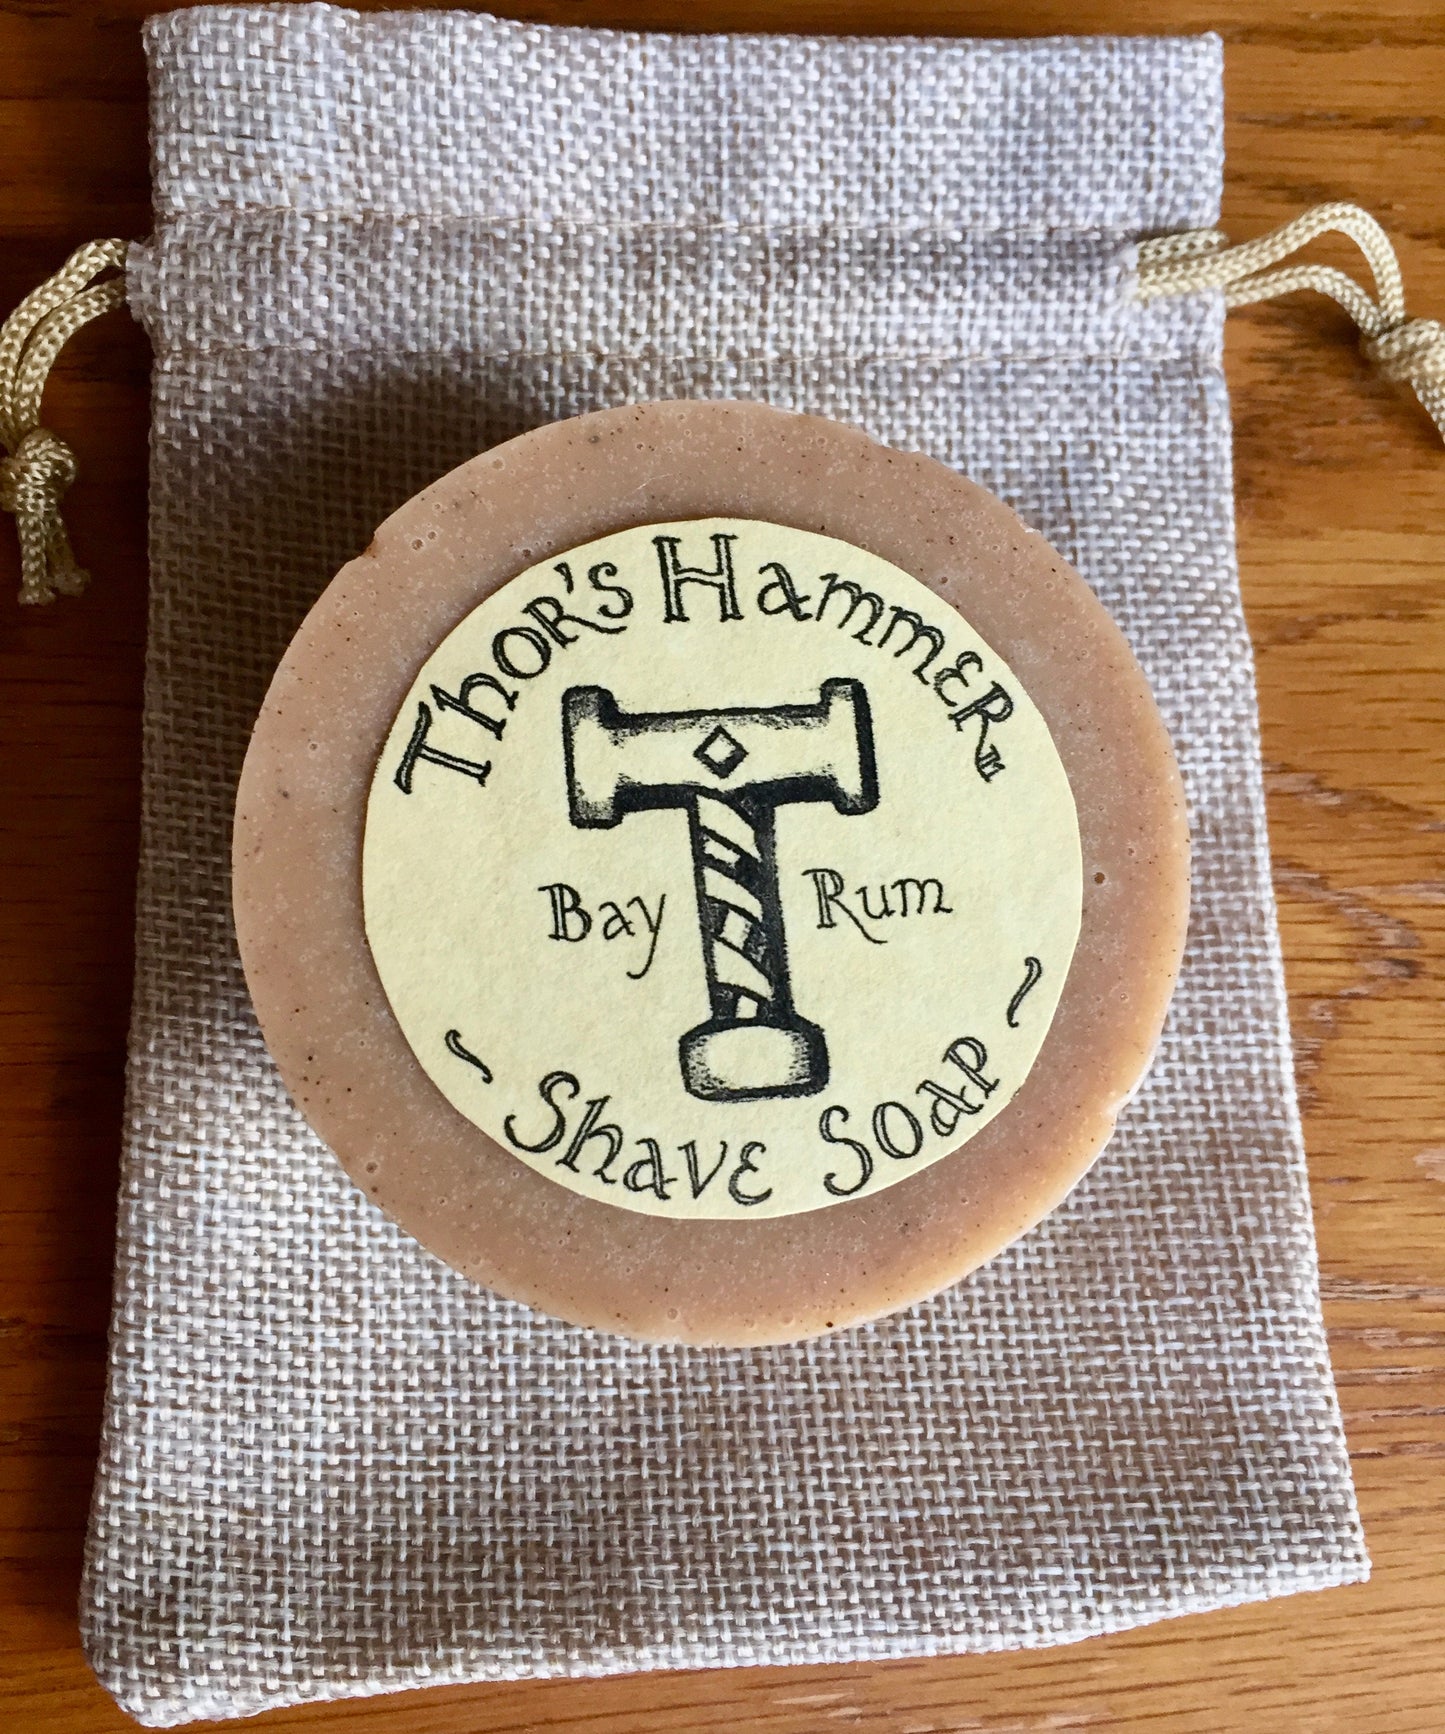 Thor's Hammer
Bay Rum
~ Shave Soap ~